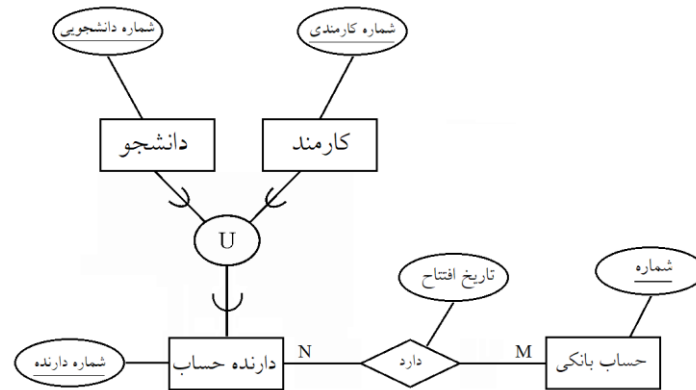 شماره کارمندی
شماره دانشجویی
کارمند
دانشجو
U
تاریخ افتتاح
شماره
حساب بانکی
M
دارد
N
دارنده حساب
شماره دارنده